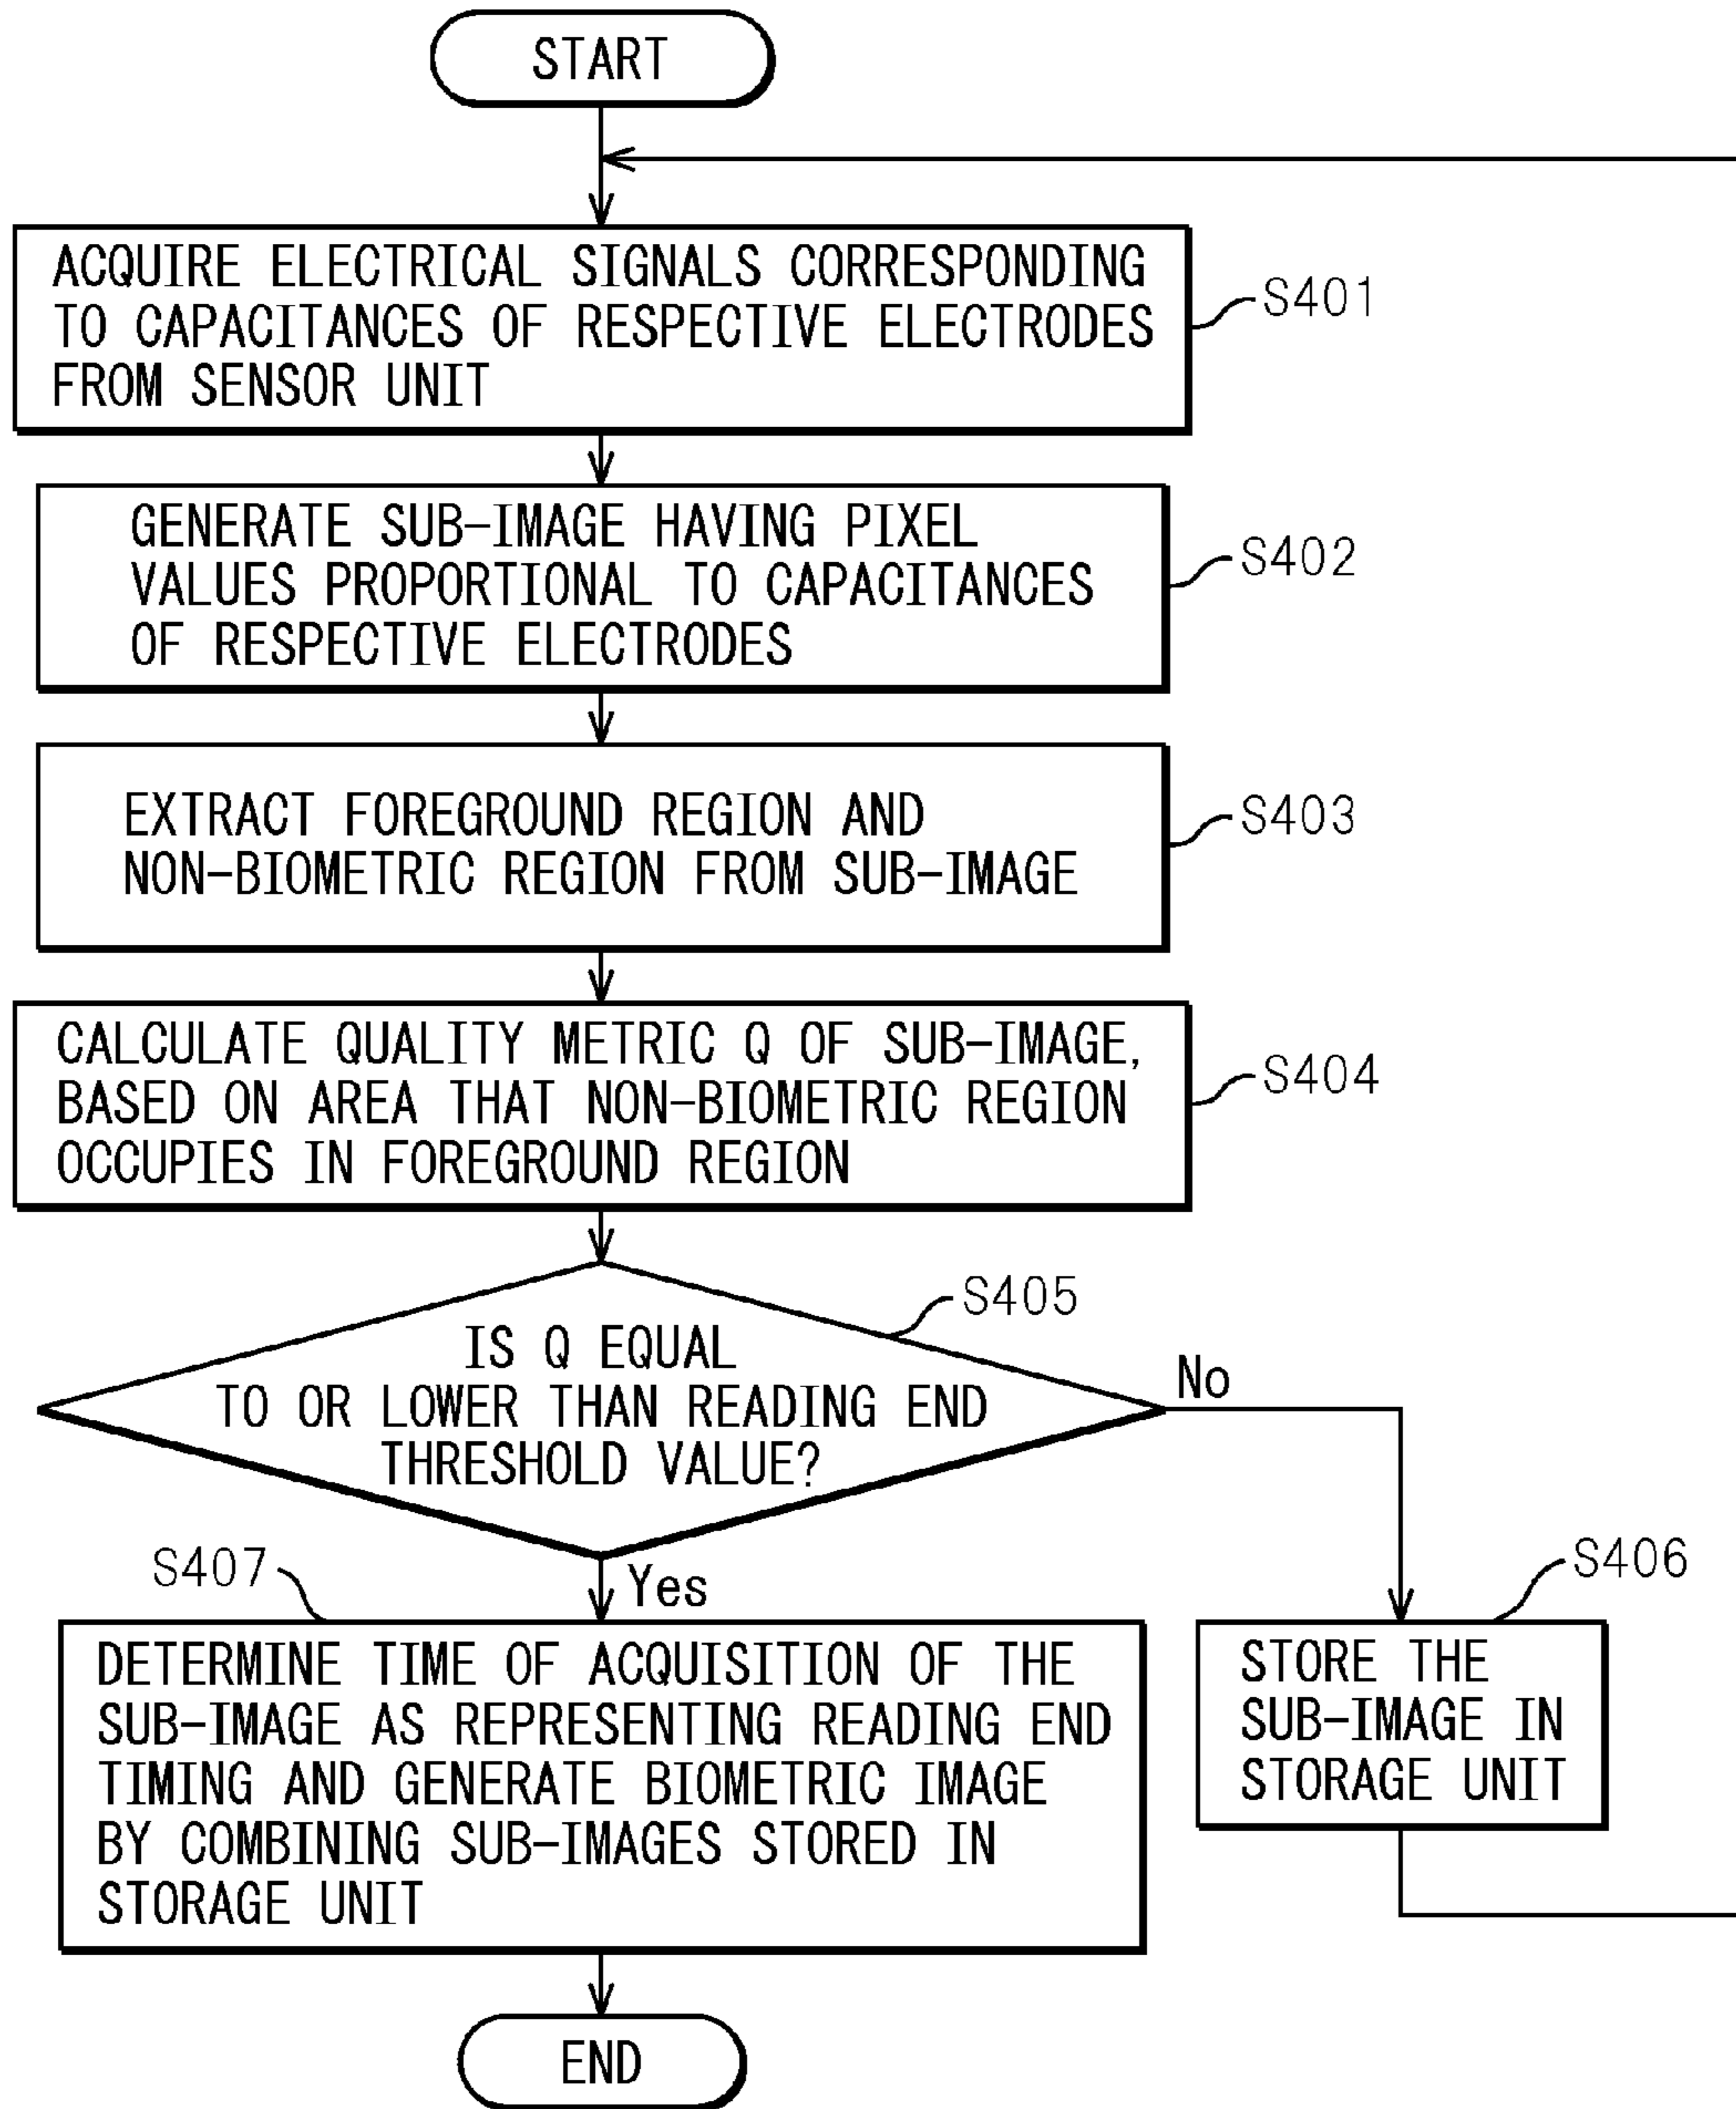 START
ACQUIRE ELECTRICAL SIGNALS CORRESPONDING
TO CAPACITANCES OF RESPECTIVE ELECTRODES
FROM SENSOR UNIT
S401
GENERATE SUB-IMAGE HAVING PIXEL
VALUES PROPORTIONAL TO CAPACITANCES
OF RESPECTIVE ELECTRODES
S402
EXTRACT FOREGROUND REGION AND
NON-BIOMETRIC REGION FROM SUB-IMAGE
S403
CALCULATE QUALITY METRIC Q OF SUB-IMAGE,
BASED ON AREA THAT NON-BIOMETRIC REGION
OCCUPIES IN FOREGROUND REGION
S404
S405
IS Q EQUAL
TO OR LOWER THAN READING END
THRESHOLD VALUE?
No
Yes
S407
DETERMINE TIME OF ACQUISITION OF THE
SUB-IMAGE AS REPRESENTING READING END
TIMING AND GENERATE BIOMETRIC IMAGE
BY COMBINING SUB-IMAGES STORED IN
STORAGE UNIT
S406
STORE THE
SUB-IMAGE IN
STORAGE UNIT
END